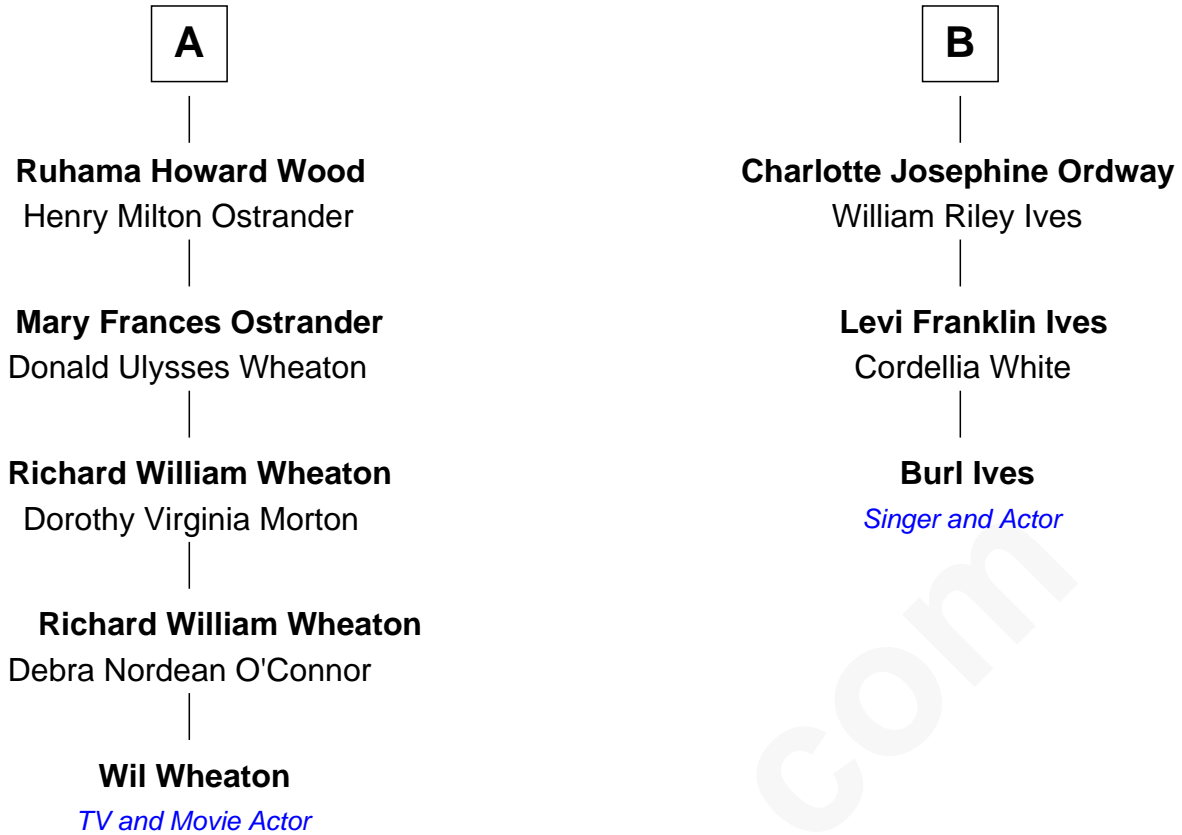 A
Ruhama Howard Wood
Henry Milton Ostrander
Mary Frances Ostrander
Donald Ulysses Wheaton
Richard William Wheaton
Dorothy Virginia Morton
Richard William Wheaton
Debra Nordean O'Connor
Wil Wheaton
TV and Movie Actor
B
Charlotte Josephine Ordway
William Riley Ives
Levi Franklin Ives
Cordellia White
Burl Ives
Singer and Actor
com